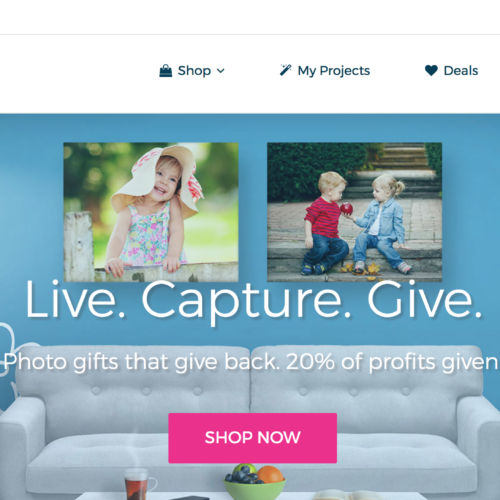 Shop My Projects Deals
Live. Capture. Give.
Photo gifts that give back. 20% of profits given
SHOP NOW